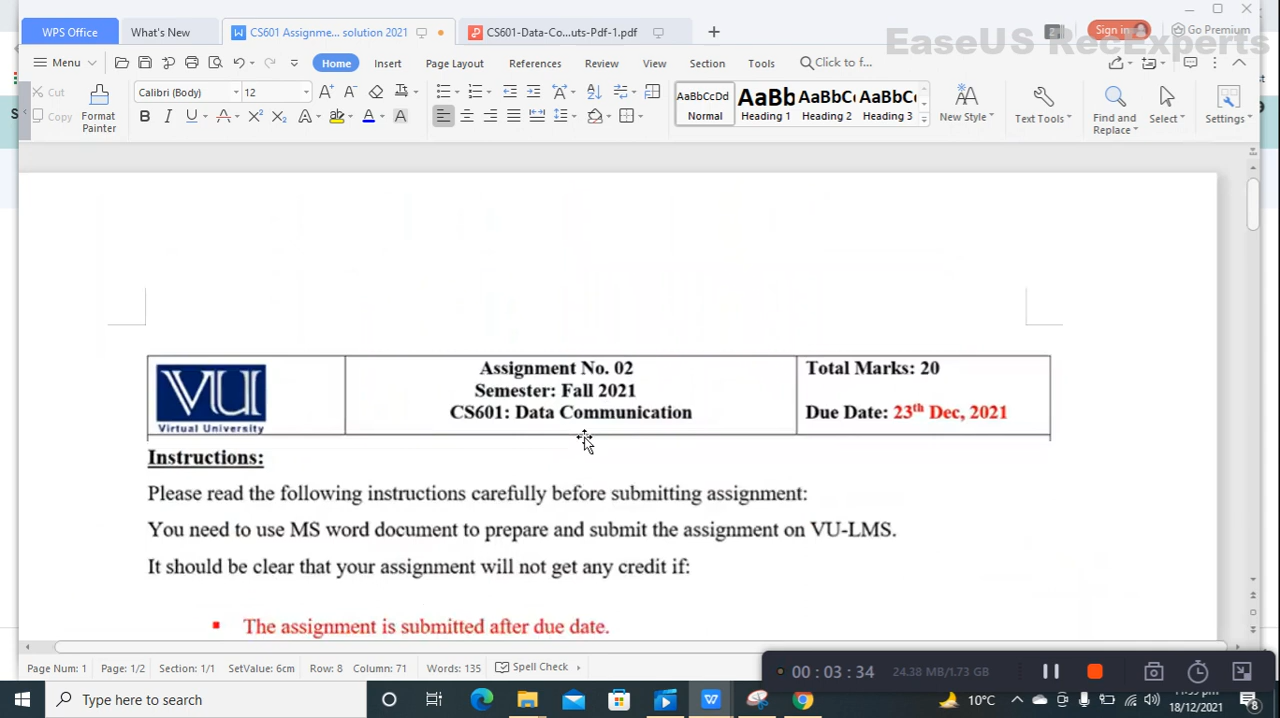 EaseUS RecExperts
WPS Office
What's New
CS601 Assignme... solution 2021
CS601-Data-Co...uts-Pdf-1.pdf
Sign in
Go Premium
Menu
Home
Insert
Page Layout
References
Review
View
Section
Tools
Click to f...
Cut
Copy
Format
Painter
Calibri (Body)
12
AaBbCcDd
Normal
AaBb
Heading 1
AaBbC
Heading 2
AaBbC
Heading 3
New Style
Text Tools
Find and
Replace
Select
Settings
VU
Virtual University
Assignment No. 02
Semester: Fall 2021
CS601: Data Communication
Total Marks: 20
Due Date: 23th Dec, 2021
Instructions:
Please read the following instructions carefully before submitting assignment:
You need to use MS word document to prepare and submit the assignment on VU-LMS.
It should be clear that your assignment will not get any credit if:
The assignment is submitted after due date.
Page Num: 1
Page: 1/2
Section: 1/1
SetValue: 6cm
Row: 8
Column: 71
Words: 135
Spell Check
00 : 03 : 34
24.38 MB/1.73 GB
Type here to search
10°C
18/12/2021
8